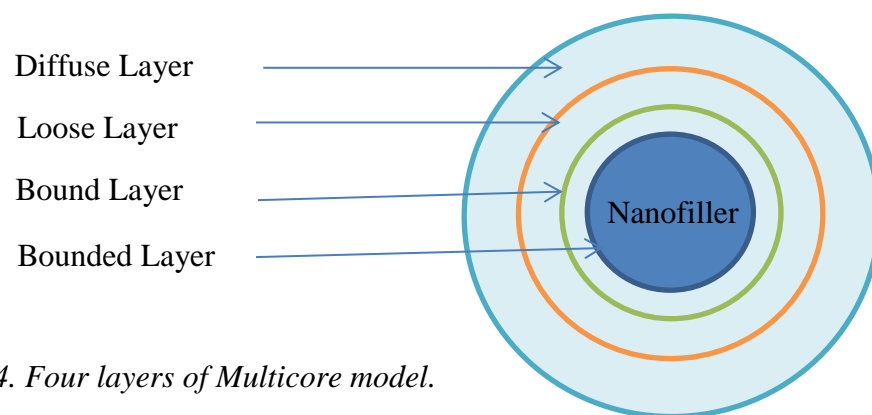 Diffuse Layer
Loose Layer
Bound Layer
Nanofiller
Bounded Layer
4. Four layers of Multicore model.